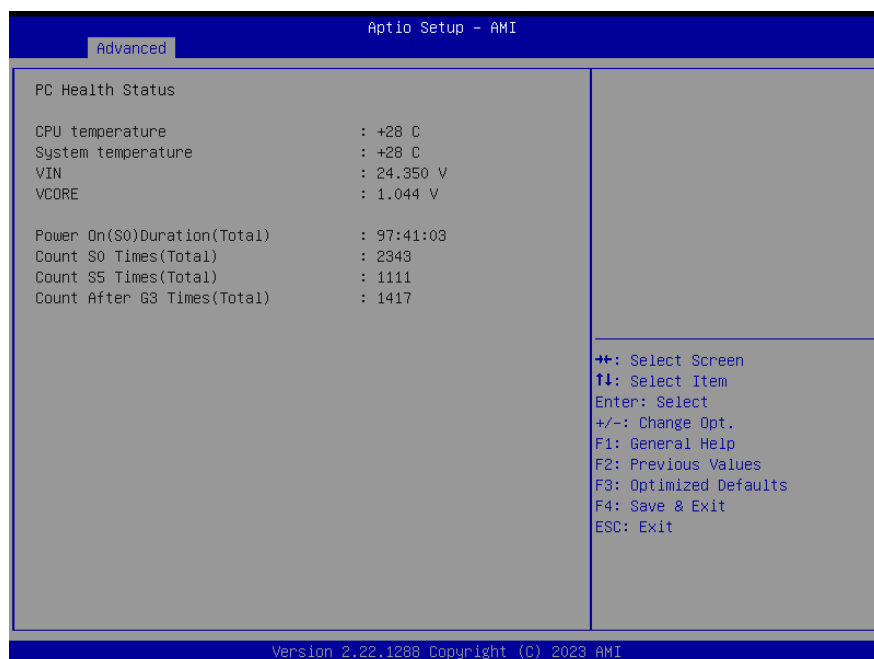 Aptio Setup – AMI
Advanced
PC Health Status
CPU temperature : +28 C
System temperature : +28 C
VIN : 24.350 V
VCORE : 1.044 V
Power On(S0)Duration(Total) : 97:41:03
Count S0 Times(Total) : 2343
Count S5 Times(Total) : 1111
Count After G3 Times(Total) : 1417
→←: Select Screen
↑↓: Select Item
Enter: Select
+/-: Change Opt.
F1: General Help
F2: Previous Values
F3: Optimized Defaults
F4: Save & Exit
ESC: Exit
Version 2.22.1288 Copyright (C) 2023 AMI